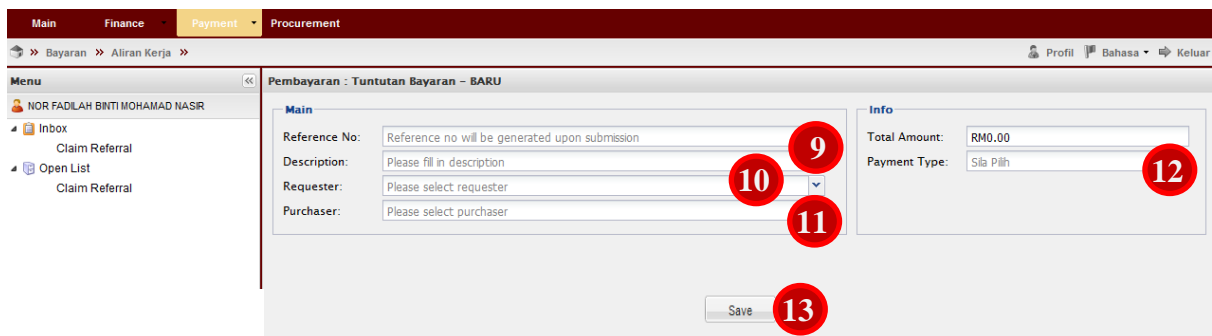 Main Finance Payment Procurement
» Bayaran » Aliran Kerja » Profil Bahasa Keluar
Menu «
Pembayaran : Tuntutan Bayaran – BARU
NOR FADILAH BINTI MOHAMAD NASIR
Inbox
Claim Referral
Open List
Claim Referral
Main
Reference No: Reference no will be generated upon submission 9
Description: Please fill in description
Requester: Please select requester 10
Purchaser: Please select purchaser 11
Info
Total Amount: RM0.00
Payment Type: Sila Pilih 12
Save 13